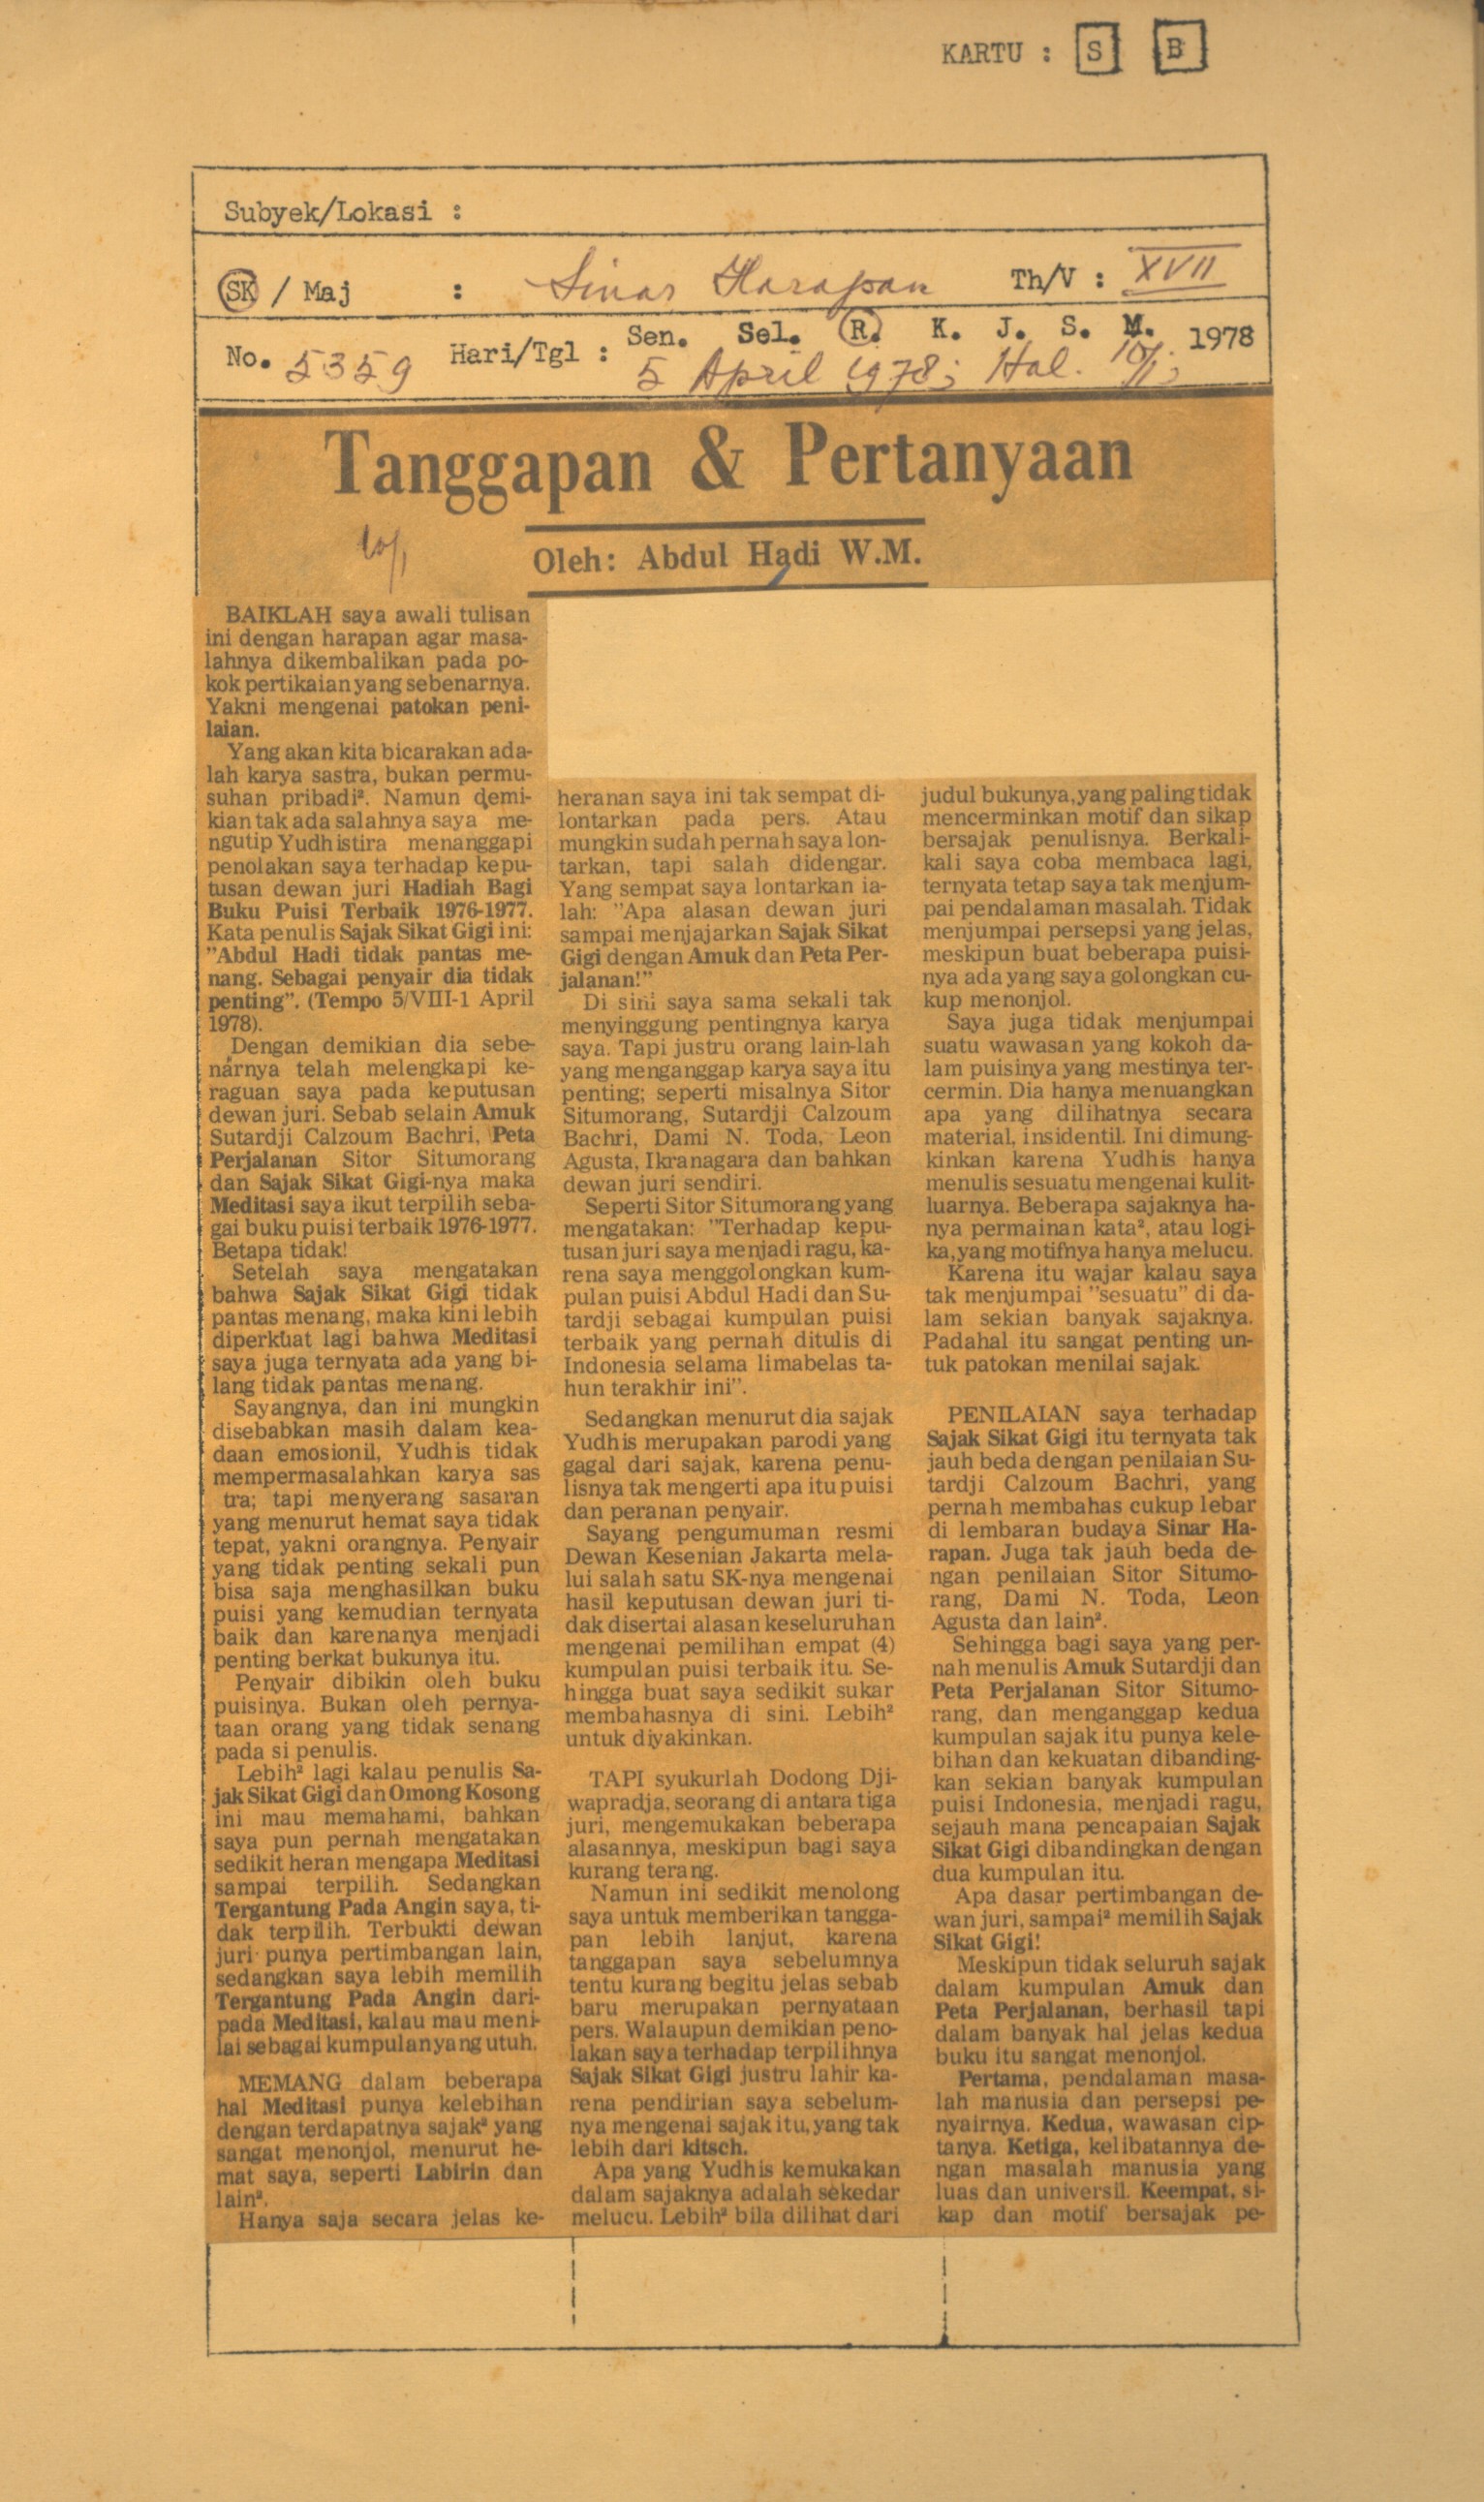 KARTU : S B
Subyek/Lokasi :
SK / Maj : Sinar Harapan Th/V : XVII
No. 5359 Hari/Tgl : Sen. Sel. R. K. J. S. M. 1978
5 April 1978; Hal.
Tanggapan & Pertanyaan
Oleh: Abdul Hadi W.M.
BAIKLAH saya awali tulisan
ini dengan harapan agar masa-
lahnya dikembalikan pada po-
kok pertikaian yang sebenarnya.
Yakni mengenai patokan peni-
laian.
Yang akan kita bicarakan ada-
lah karya sastra, bukan permu-
suhan pribadi². Namun demi-
kian tak ada salahnya saya me-
ngutip Yudhistira menanggapi
penolakan saya terhadap kepu-
tusan dewan juri Hadiah Bagi
Buku Puisi Terbaik 1976-1977.
Kata penulis Sajak Sikat Gigi ini:
"Abdul Hadi tidak pantas me-
nang. Sebagai penyair dia tidak
penting". (Tempo 5/VIII-1 April
1978).
Dengan demikian dia sebe-
narnya telah melengkapi ke-
raguan saya pada keputusan
dewan juri. Sebab selain Amuk
Sutardji Calzoum Bachri, Peta
Perjalanan Sitor Situmorang
dan Sajak Sikat Gigi-nya maka
Meditasi saya ikut terpilih seba-
gai buku puisi terbaik 1976-1977.
Betapa tidak!
Setelah saya mengatakan
bahwa Sajak Sikat Gigi tidak
pantas menang, maka kini lebih
diperkuat lagi bahwa Meditasi
saya juga ternyata ada yang bi-
lang tidak pantas menang.
Sayangnya, dan ini mungkin
disebabkan masih dalam kea-
daan emosionil, Yudhis tidak
mempermasalahkan karya sas
tra; tapi menyerang sasaran
yang menurut hemat saya tidak
tepat, yakni orangnya. Penyair
yang tidak penting sekali pun
bisa saja menghasilkan buku
puisi yang kemudian ternyata
baik dan karenanya menjadi
penting berkat bukunya itu.
Penyair dibikin oleh buku
puisinya. Bukan oleh pernya-
taan orang yang tidak senang
pada si penulis.
Lebih² lagi kalau penulis Sa-
jak Sikat Gigi dan Omong Kosong
ini mau memahami, bahkan
saya pun pernah mengatakan
sedikit heran mengapa Meditasi
sampai terpilih. Sedangkan
Tergantung Pada Angin saya, ti-
dak terpilih. Terbukti dewan
juri punya pertimbangan lain,
sedangkan saya lebih memilih
Tergantung Pada Angin dari-
pada Meditasi, kalau mau meni-
lai sebagai kumpulan yang utuh.
MEMANG dalam beberapa
hal Meditasi punya kelebihan
dengan terdapatnya sajak² yang
sangat menonjol, menurut he-
mat saya, seperti Labirin dan
lain².
Hanya saja secara jelas ke-
heranan saya ini tak sempat di-
lontarkan pada pers. Atau
mungkin sudah pernah saya lon-
tarkan, tapi salah didengar.
Yang sempat saya lontarkan ia-
lah: "Apa alasan dewan juri
sampai menjajarkan Sajak Sikat
Gigi dengan Amuk dan Peta Per-
jalanan!"
Di sini saya sama sekali tak
menyinggung pentingnya karya
saya. Tapi justru orang lain-lah
yang menganggap karya saya itu
penting; seperti misalnya Sitor
Situmorang, Sutardji Calzoum
Bachri, Dami N. Toda, Leon
Agusta, Ikranagara dan bahkan
dewan juri sendiri.
Seperti Sitor Situmorang yang
mengatakan: "Terhadap kepu-
tusan juri saya menjadi ragu, ka-
rena saya menggolongkan kum-
pulan puisi Abdul Hadi dan Su-
tardji sebagai kumpulan puisi
terbaik yang pernah ditulis di
Indonesia selama limabelas ta-
hun terakhir ini".
Sedangkan menurut dia sajak
Yudhis merupakan parodi yang
gagal dari sajak, karena penu-
lisnya tak mengerti apa itu puisi
dan peranan penyair.
Sayang pengumuman resmi
Dewan Kesenian Jakarta mela-
lui salah satu SK-nya mengenai
hasil keputusan dewan juri ti-
dak disertai alasan keseluruhan
mengenai pemilihan empat (4)
kumpulan puisi terbaik itu. Se-
hingga buat saya sedikit sukar
membahasnya di sini. Lebih²
untuk diyakinkan.
TAPI syukurlah Dodong Dji-
wapradja, seorang di antara tiga
juri, mengemukakan beberapa
alasannya, meskipun bagi saya
kurang terang.
Namun ini sedikit menolong
saya untuk memberikan tangga-
pan lebih lanjut, karena
tanggapan saya sebelumnya
tentu kurang begitu jelas sebab
baru merupakan pernyataan
pers. Walaupun demikian peno-
lakan saya terhadap terpilihnya
Sajak Sikat Gigi justru lahir ka-
rena pendirian saya sebelum-
nya mengenai sajak itu, yang tak
lebih dari kitsch.
Apa yang Yudhis kemukakan
dalam sajaknya adalah sekedar
melucu. Lebih² bila dilihat dari
judul bukunya, yang paling tidak
mencerminkan motif dan sikap
bersajak penulisnya. Berkali-
kali saya coba membaca lagi,
ternyata tetap saya tak menjum-
pai pendalaman masalah. Tidak
menjumpai persepsi yang jelas,
meskipun buat beberapa puisi-
nya ada yang saya golongkan cu-
kup menonjol.
Saya juga tidak menjumpai
suatu wawasan yang kokoh da-
lam puisinya yang mestinya ter-
cermin. Dia hanya menuangkan
apa yang dilihatnya secara
material, insidentil. Ini dimung-
kinkan karena Yudhis hanya
menulis sesuatu mengenai kulit-
luarnya. Beberapa sajaknya ha-
nya permainan kata², atau logi-
ka, yang motifnya hanya melucu.
Karena itu wajar kalau saya
tak menjumpai "sesuatu" di da-
lam sekian banyak sajaknya.
Padahal itu sangat penting un-
tuk patokan menilai sajak.
PENILAIAN saya terhadap
Sajak Sikat Gigi itu ternyata tak
jauh beda dengan penilaian Su-
tardji Calzoum Bachri, yang
pernah membahas cukup lebar
di lembaran budaya Sinar Ha-
rapan. Juga tak jauh beda de-
ngan penilaian Sitor Situmo-
rang, Dami N. Toda, Leon
Agusta dan lain².
Sehingga bagi saya yang per-
nah menulis Amuk Sutardji dan
Peta Perjalanan Sitor Situmo-
rang, dan menganggap kedua
kumpulan sajak itu punya kele-
bihan dan kekuatan dibanding-
kan sekian banyak kumpulan
puisi Indonesia, menjadi ragu,
sejauh mana pencapaian Sajak
Sikat Gigi dibandingkan dengan
dua kumpulan itu.
Apa dasar pertimbangan de-
wan juri, sampai² memilih Sajak
Sikat Gigi!
Meskipun tidak seluruh sajak
dalam kumpulan Amuk dan
Peta Perjalanan, berhasil tapi
dalam banyak hal jelas kedua
buku itu sangat menonjol.
Pertama, pendalaman masa-
lah manusia dan persepsi pe-
nyairnya. Kedua, wawasan cip-
tanya. Ketiga, kelibatannya de-
ngan masalah manusia yang
luas dan universil. Keempat, si-
kap dan motif bersajak pe-